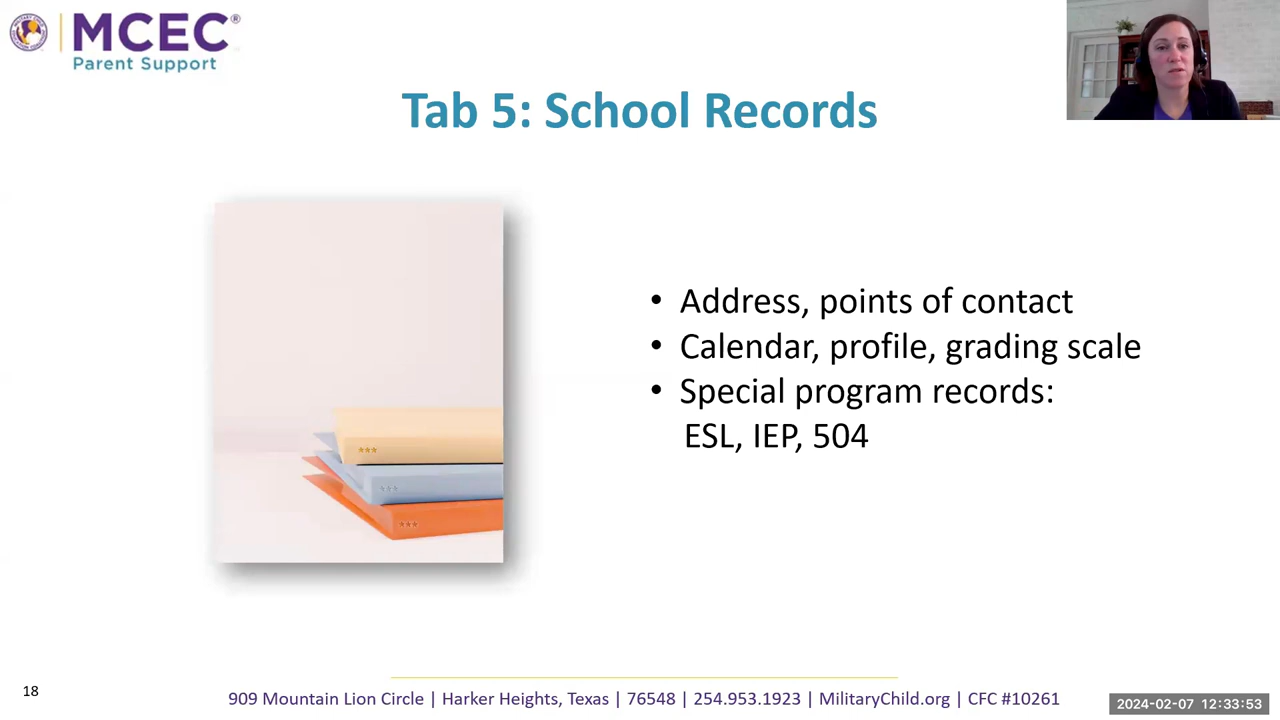 MCEC®
Parent Support
Tab 5: School Records
• Address, points of contact
• Calendar, profile, grading scale
• Special program records:
ESL, IEP, 504
18
909 Mountain Lion Circle | Harker Heights, Texas | 76548 | 254.953.1923 | MilitaryChild.org | CFC #10261
2024-02-07 12:33:53